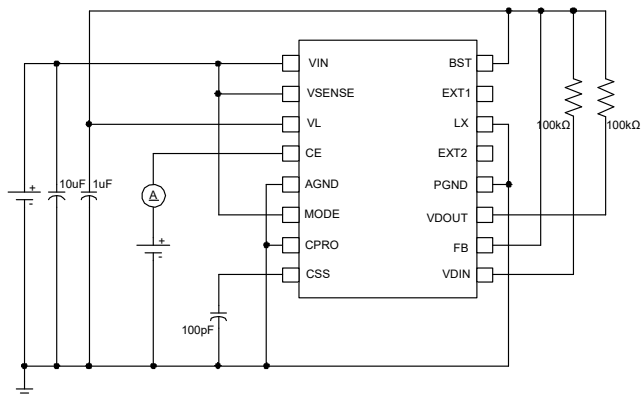 VIN
VSENSE
VL
CE
AGND
MODE
CPRO
CSS
BST
EXT1
LX
EXT2
PGND
VDOUT
FB
VDIN
100kΩ
100kΩ
+
-
10uF
1uF
A
+
-
100pF